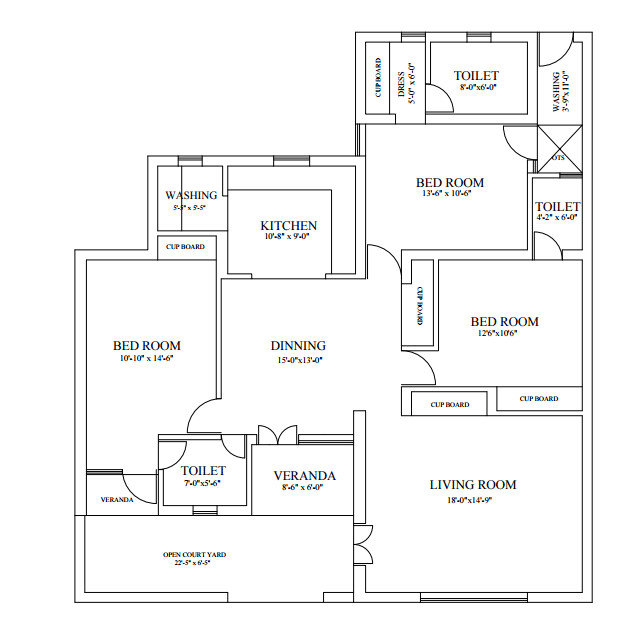 CUP BOARD
DRESS
5'-0" x 6'-0"
TOILET
8'-0"x6'-0"
WASHING
3'-9"x11'-0"
OTS
BED ROOM
13'-6" x 10'-6"
WASHING
5'-5" x 5'-5"
TOILET
4'-2" x 6'-0"
KITCHEN
10'-8" x 9'-0"
CUP BOARD
CUP BOARD
BED ROOM
12'6"x10'6"
BED ROOM
10'-10" x 14'-6"
DINNING
15'-0"x13'-0"
CUP BOARD
CUP BOARD
TOILET
7'-0"x5'-6"
VERANDA
8'-6" x 6'-0"
LIVING ROOM
18'-0"x14'-9"
VERANDA
OPEN COURT YARD
22'-5" x 6'-5"